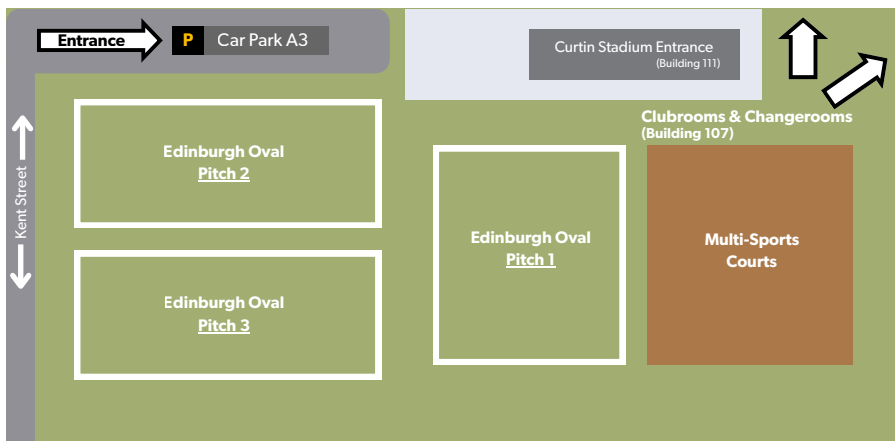 Entrance
P Car Park A3
Curtin Stadium Entrance
(Building 111)
Clubrooms & Changerooms
(Building 107)
Kent Street
Edinburgh Oval
Pitch 2
Edinburgh Oval
Pitch 1
Multi-Sports
Courts
Edinburgh Oval
Pitch 3